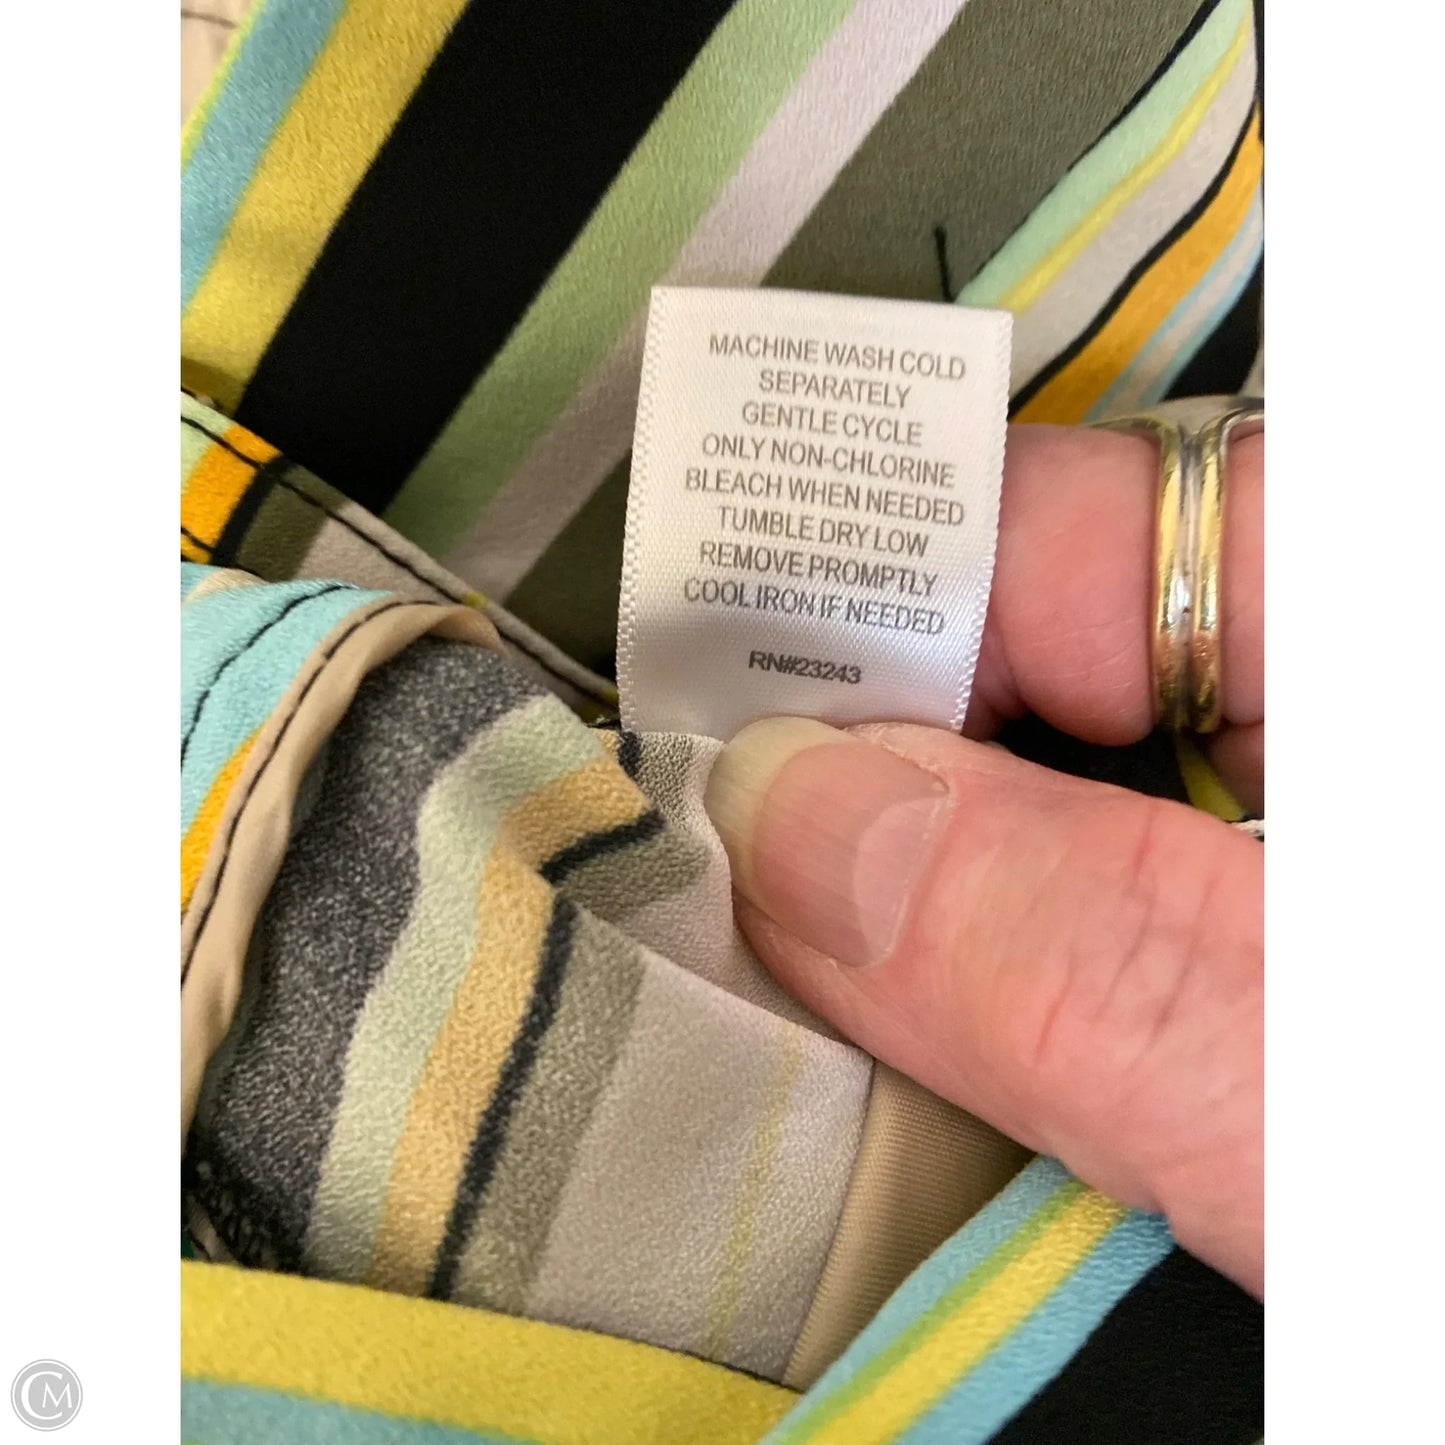 MACHINE WASH COLD
SEPARATELY
GENTLE CYCLE
ONLY NON-CHLORINE
BLEACH WHEN NEEDED
TUMBLE DRY LOW
REMOVE PROMPTLY
COOL IRON IF NEEDED
RN#23243
CM